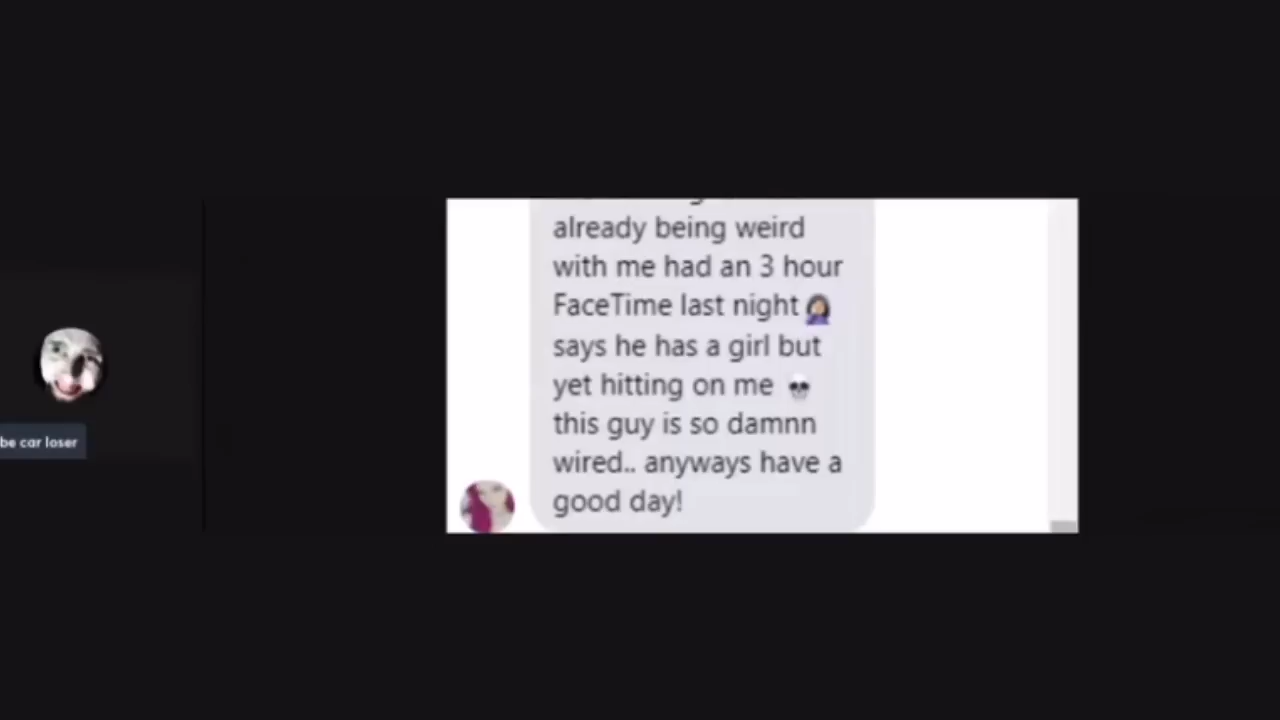 already being weird
with me had an 3 hour
FaceTime last night🤦🏽‍♀️
says he has a girl but
yet hitting on me 💀
this guy is so damnn
wired.. anyways have a
good day!
be car loser